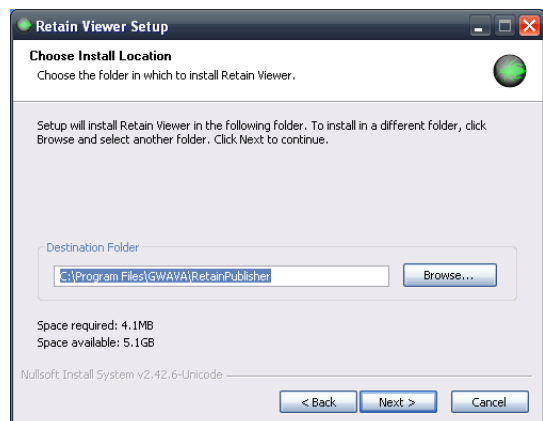 Retain Viewer Setup
Choose Install Location
Choose the folder in which to install Retain Viewer.
Setup will install Retain Viewer in the following folder. To install in a different folder, click
Browse and select another folder. Click Next to continue.
Destination Folder
C:\Program Files\GWAVA\RetainPublisher
Browse...
Space required: 4.1MB
Space available: 5.1GB
Nullsoft Install System v2.42.6-Unicode
< Back
Next >
Cancel